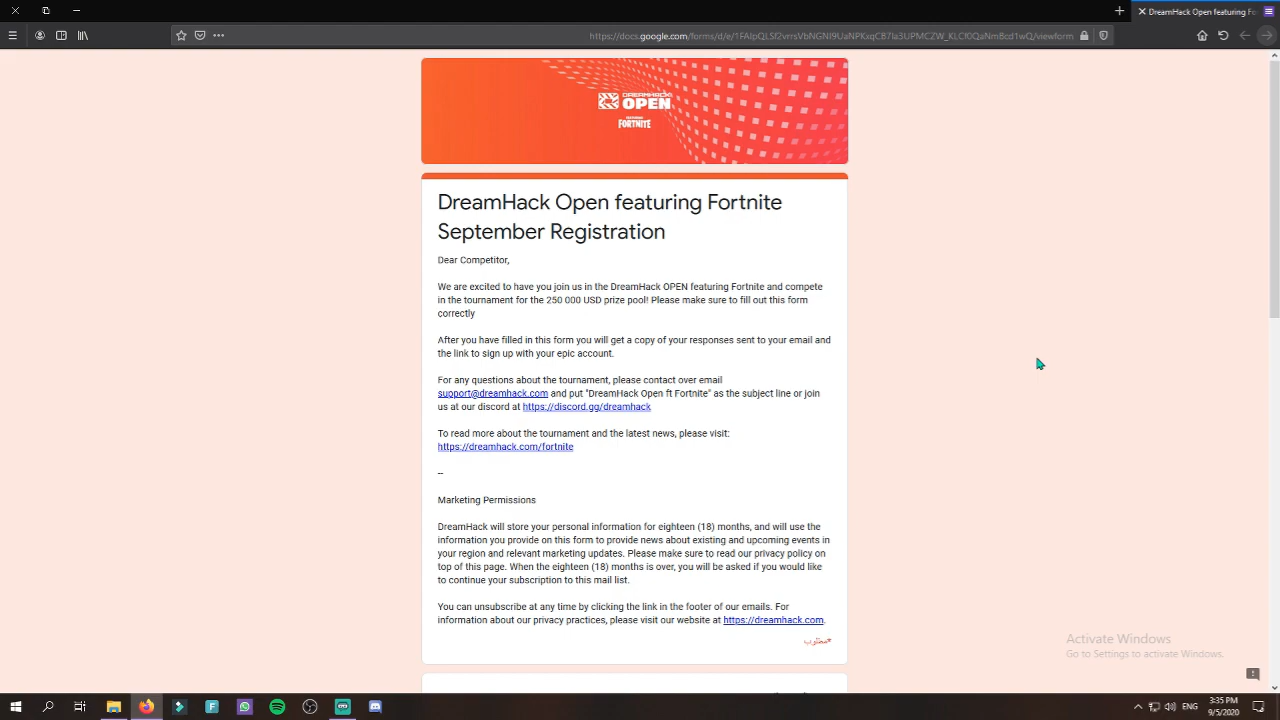 DreamHack Open featuring For
https://docs.google.com/forms/d/e/1FAIpQLSf2vrrsVbNGNI9UaNPKxqCB7Ia3UPMCZW_KLCf0QaNmBcd1wQ/viewform
DREAMHACK
OPEN
FORTNITE
DreamHack Open featuring Fortnite
September Registration
Dear Competitor,
We are excited to have you join us in the DreamHack OPEN featuring Fortnite and compete
in the tournament for the 250 000 USD prize pool! Please make sure to fill out this form
correctly
After you have filled in this form you will get a copy of your responses sent to your email and
the link to sign up with your epic account.
For any questions about the tournament, please contact over email
support@dreamhack.com and put "DreamHack Open ft Fortnite" as the subject line or join
us at our discord at https://discord.gg/dreamhack
To read more about the tournament and the latest news, please visit:
https://dreamhack.com/fortnite
--
Marketing Permissions
DreamHack will store your personal information for eighteen (18) months, and will use the
information you provide on this form to provide news about existing and upcoming events in
your region and relevant marketing updates. Please make sure to read our privacy policy on
top of this page. When the eighteen (18) months is over, you will be asked if you would like
to continue your subscription to this mail list.
You can unsubscribe at any time by clicking the link in the footer of our emails. For
information about our privacy practices, please visit our website at https://dreamhack.com.
*مطلوب
Activate Windows
Go to Settings to activate Windows.
ENG
3:35 PM
9/5/2020